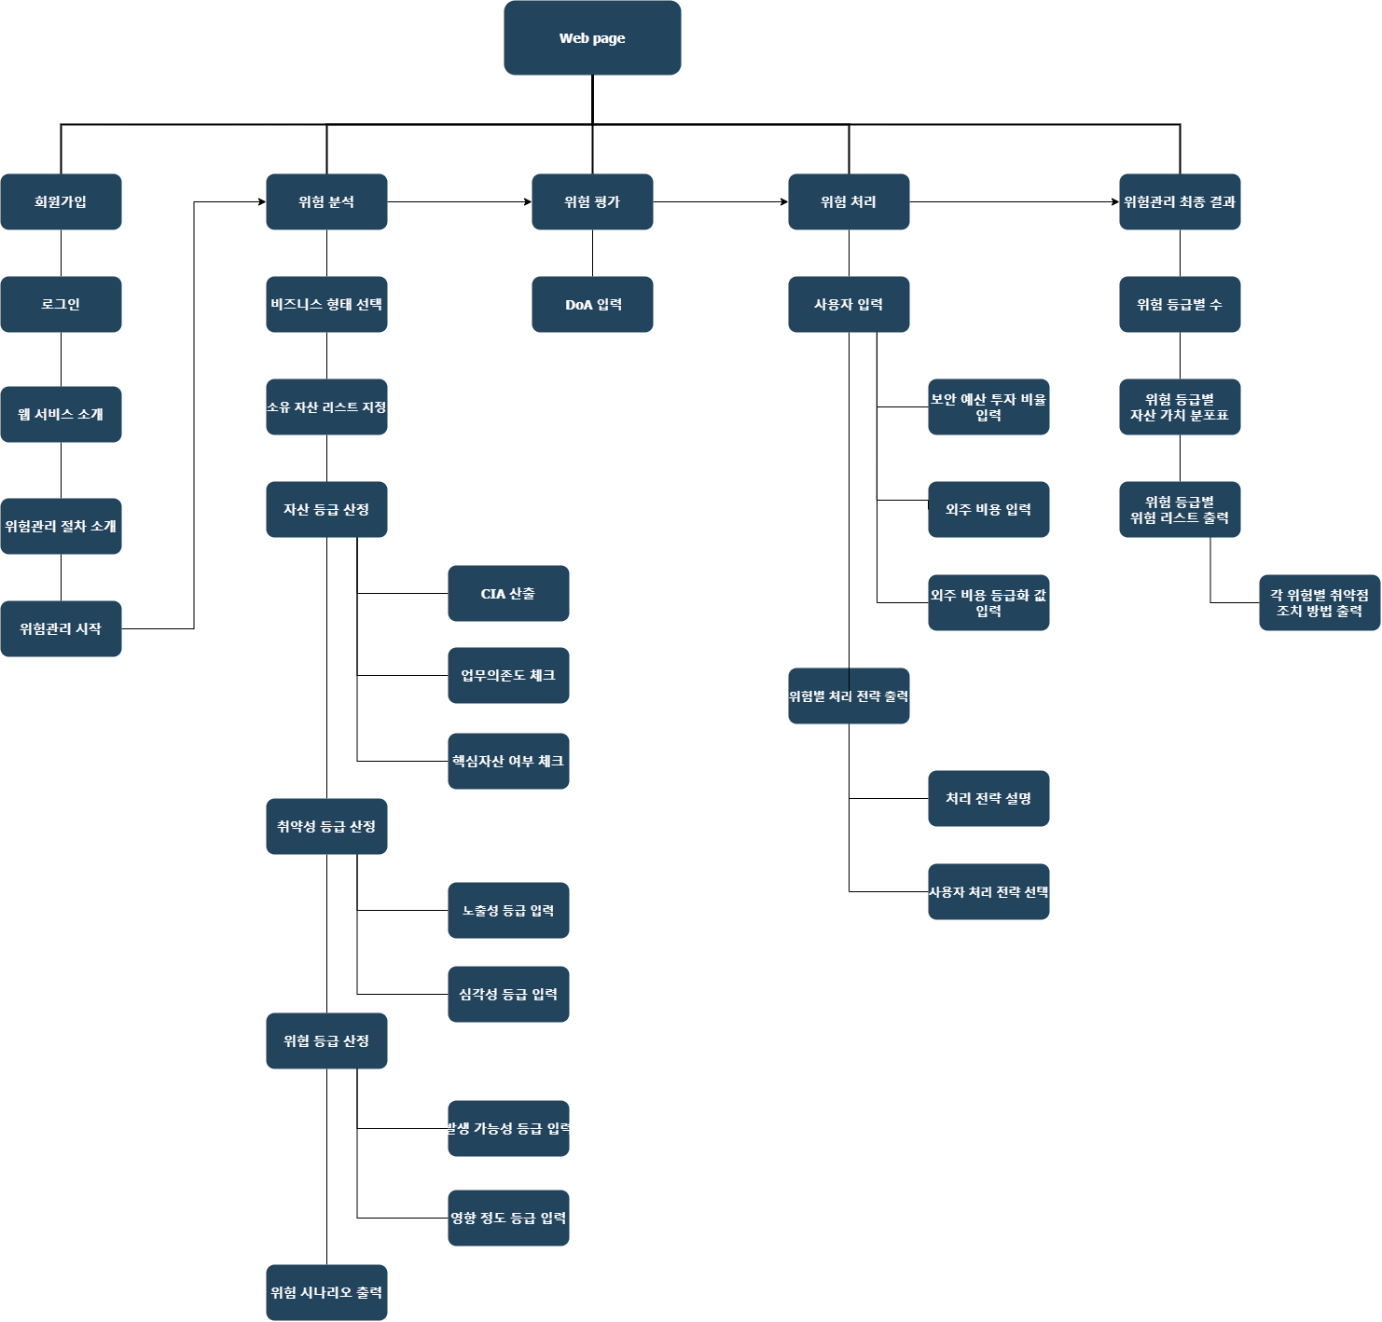 Web page
회원가입
로그인
웹 서비스 소개
위험관리 절차 소개
위험관리 시작
위험 분석
비즈니스 형태 선택
소유 자산 리스트 지정
자산 등급 산정
CIA 산출
업무의존도 체크
핵심자산 여부 체크
취약성 등급 산정
노출성 등급 입력
심각성 등급 입력
위협 등급 산정
발생 가능성 등급 입력
영향 정도 등급 입력
위험 시나리오 출력
위험 평가
DoA 입력
위험 처리
사용자 입력
보안 예산 투자 비율
입력
외주 비용 입력
외주 비용 등급화 값
입력
위험별 처리 전략 출력
처리 전략 설명
사용자 처리 전략 선택
위험관리 최종 결과
위험 등급별 수
위험 등급별
자산 가치 분포표
위험 등급별
위험 리스트 출력
각 위험별 취약점
조치 방법 출력